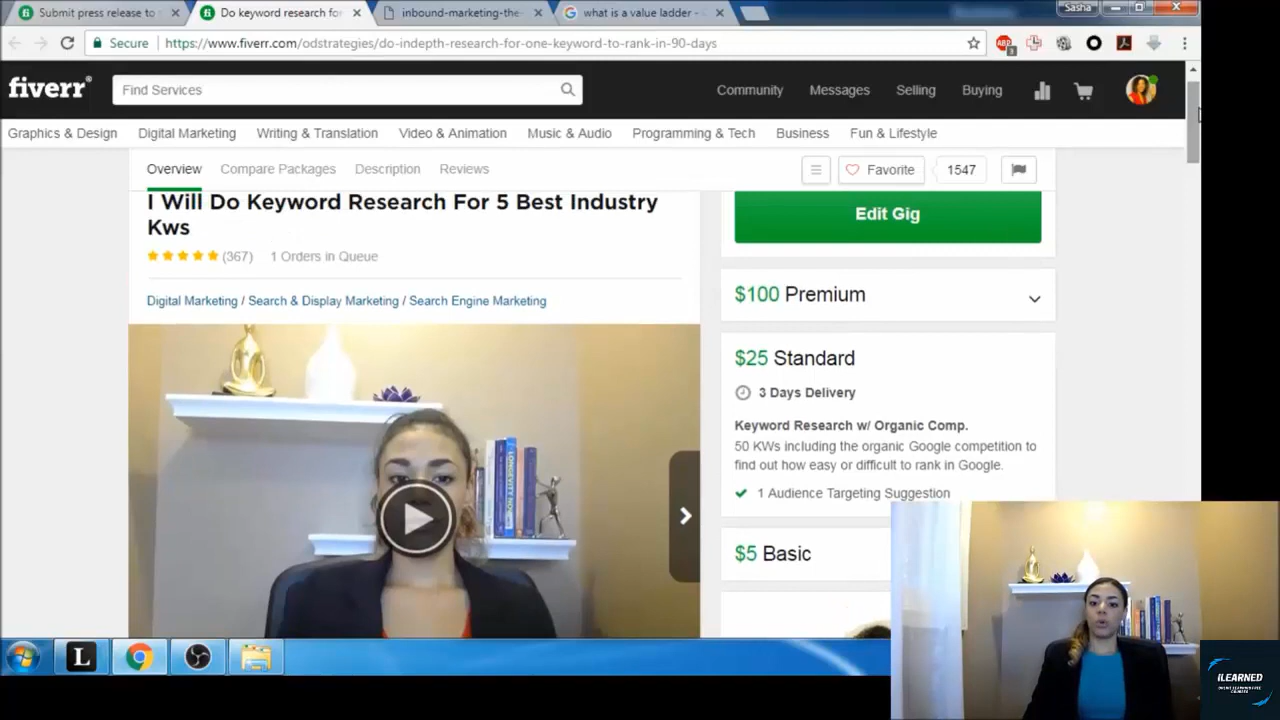 Submit press release to
Do keyword research for
inbound-marketing-the-
what is a value ladder -
Sasha
Secure
https://www.fiverr.com/odstrategies/do-indepth-research-for-one-keyword-to-rank-in-90-days
ABP
3
fiverr®
Find Services
Community
Messages
Selling
Buying
Graphics & Design
Digital Marketing
Writing & Translation
Video & Animation
Music & Audio
Programming & Tech
Business
Fun & Lifestyle
Overview
Compare Packages
Description
Reviews
Favorite
1547
I Will Do Keyword Research For 5 Best Industry
Kws
(367)
1 Orders in Queue
Digital Marketing / Search & Display Marketing / Search Engine Marketing
Edit Gig
$100 Premium
$25 Standard
3 Days Delivery
Keyword Research w/ Organic Comp.
50 KWs including the organic Google competition to
find out how easy or difficult to rank in Google.
1 Audience Targeting Suggestion
$5 Basic
LONGEVITY NOW
L
ILEARNED